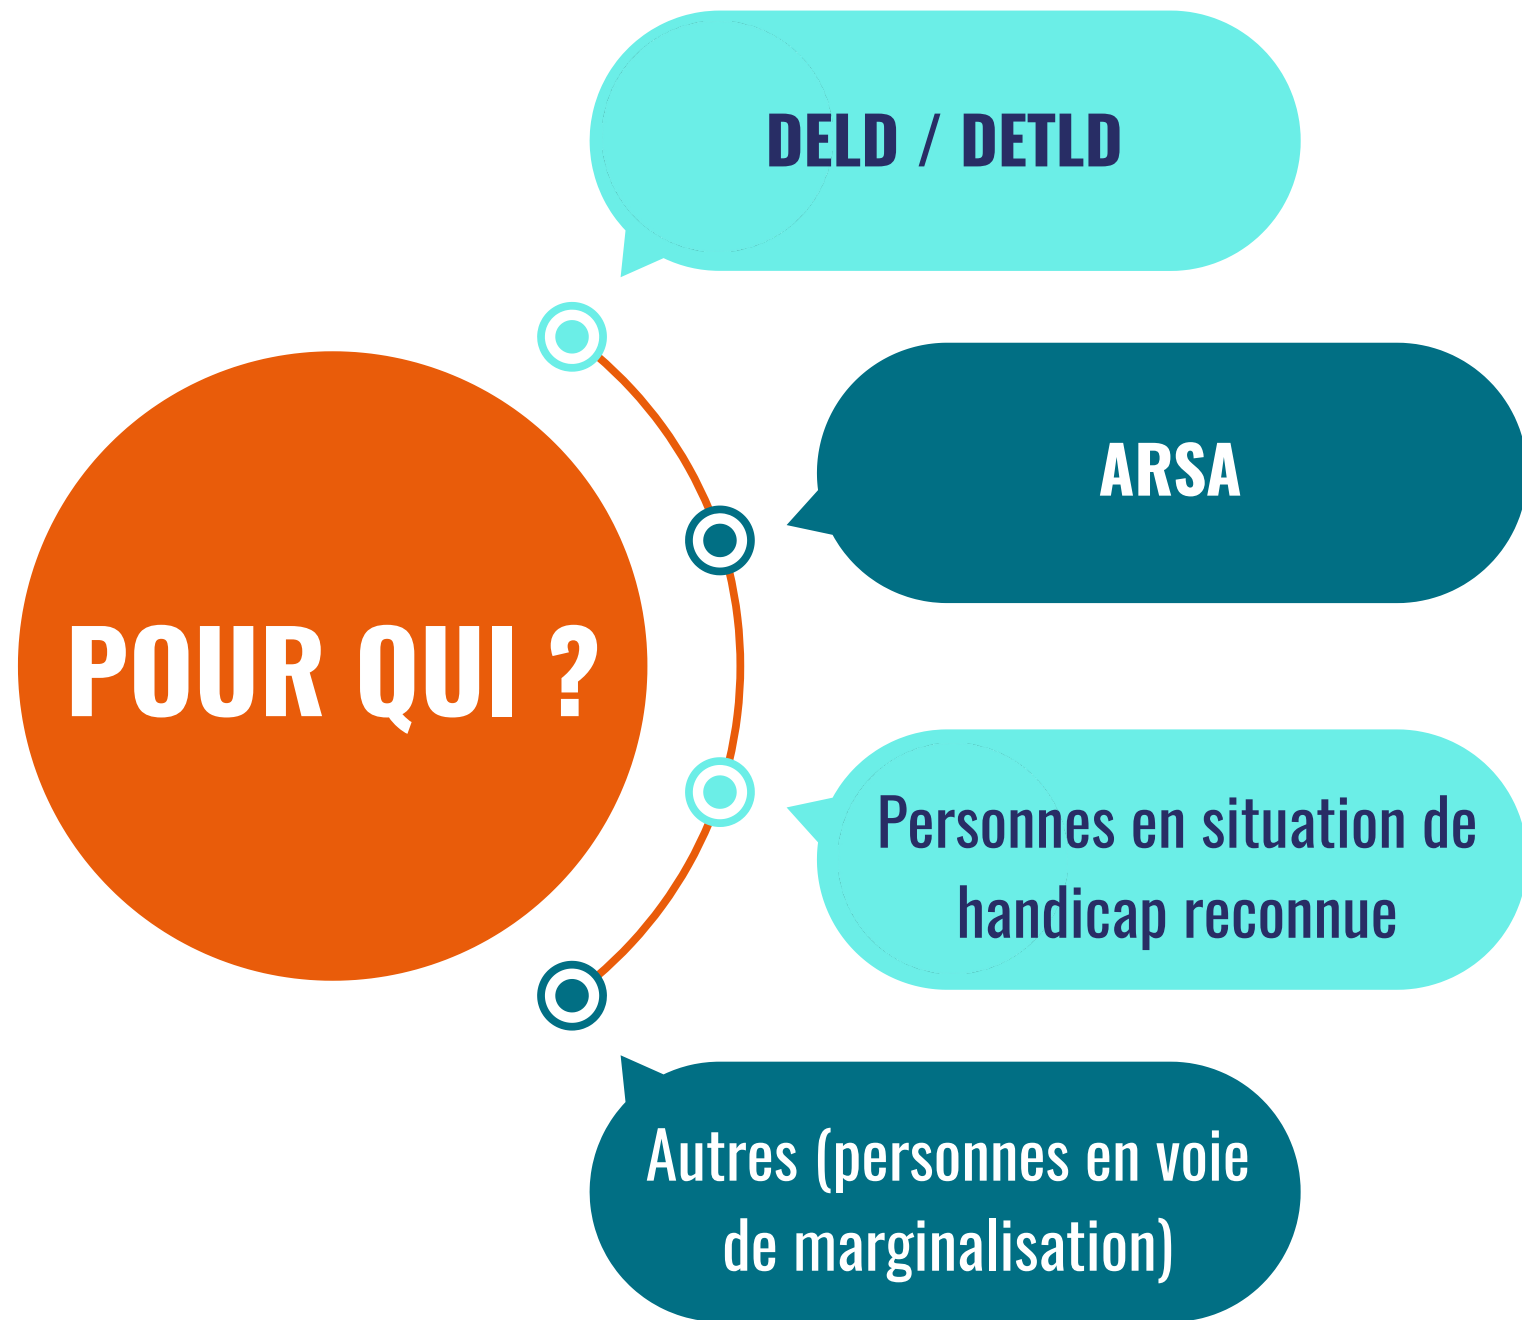 POUR QUI ?
DELD / DETLD
ARSA
Personnes en situation de
handicap reconnue
Autres (personnes en voie
de marginalisation)